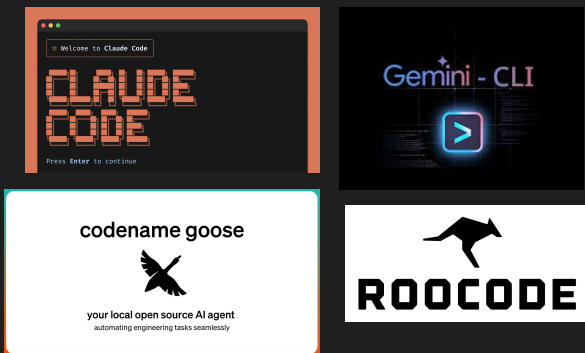 ✻ Welcome to Claude Code
CLAUDE
CODE
Press Enter to continue
Gemini - CLI
>
codename goose
your local open source AI agent
automating engineering tasks seamlessly
ROOCODE